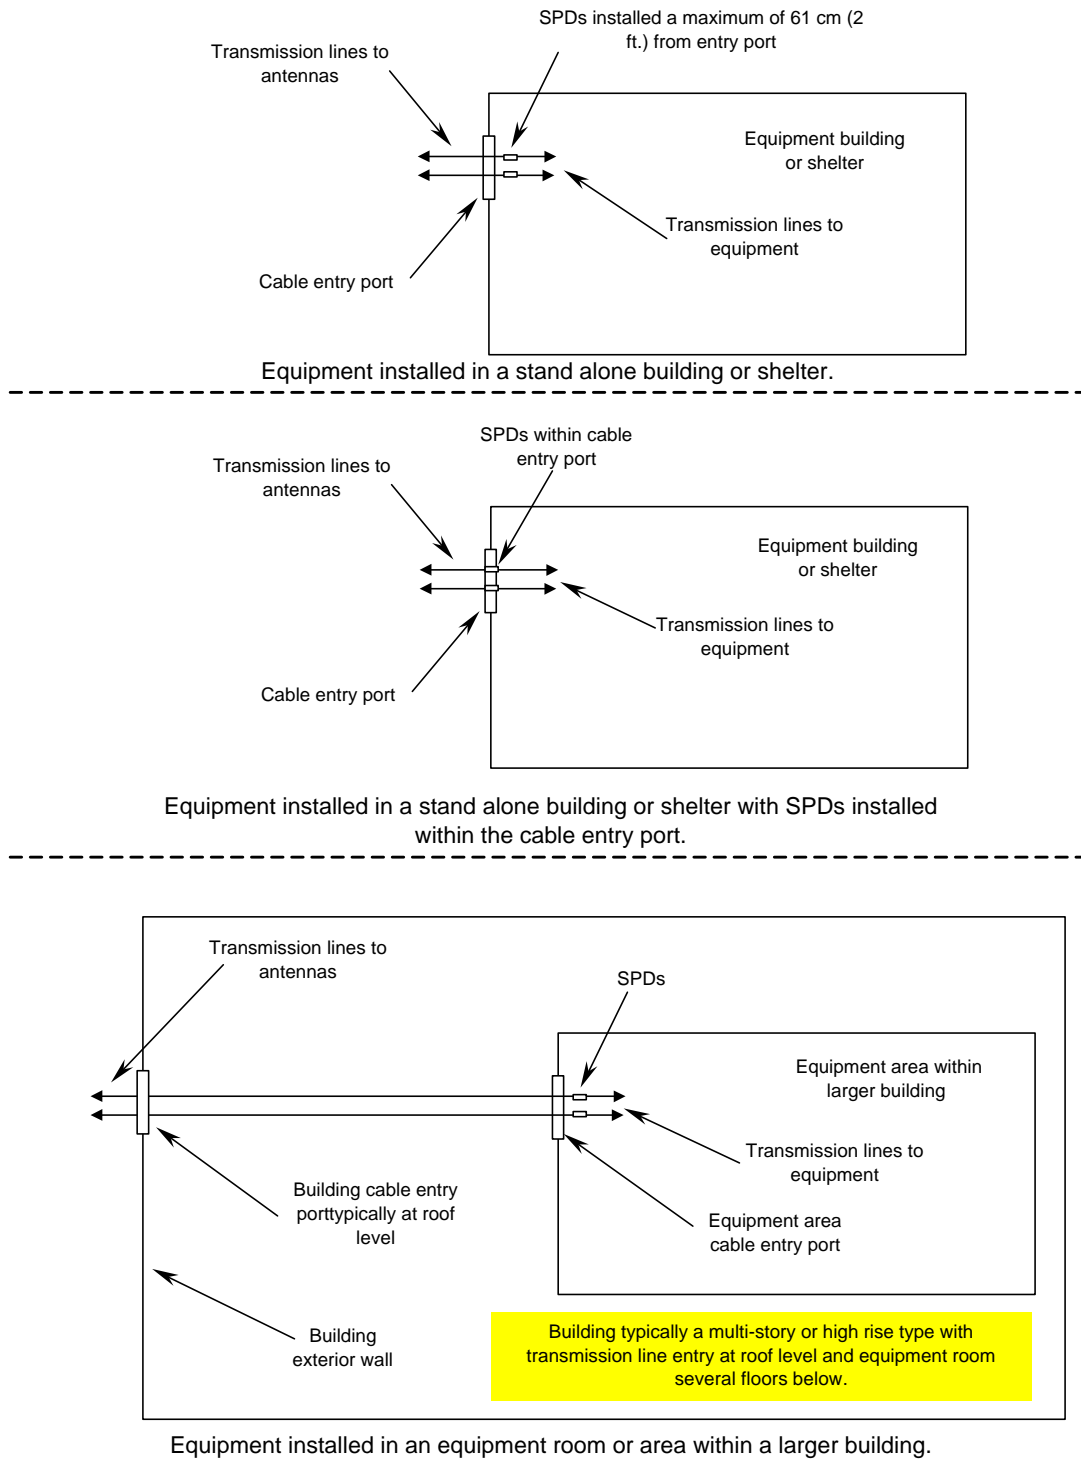 SPDs installed a maximum of 61 cm (2
ft.) from entry port
Transmission lines to
antennas
Equipment building
or shelter
Transmission lines to
equipment
Cable entry port
Equipment installed in a stand alone building or shelter.
SPDs within cable
entry port
Transmission lines to
antennas
Equipment building
or shelter
Transmission lines to
equipment
Cable entry port
Equipment installed in a stand alone building or shelter with SPDs installed
within the cable entry port.
Transmission lines to
antennas
SPDs
Equipment area within
larger building
Transmission lines to
equipment
Building cable entry
porttypically at roof
level
Equipment area
cable entry port
Building
exterior wall
Building typically a multi-story or high rise type with
transmission line entry at roof level and equipment room
several floors below.
Equipment installed in an equipment room or area within a larger building.